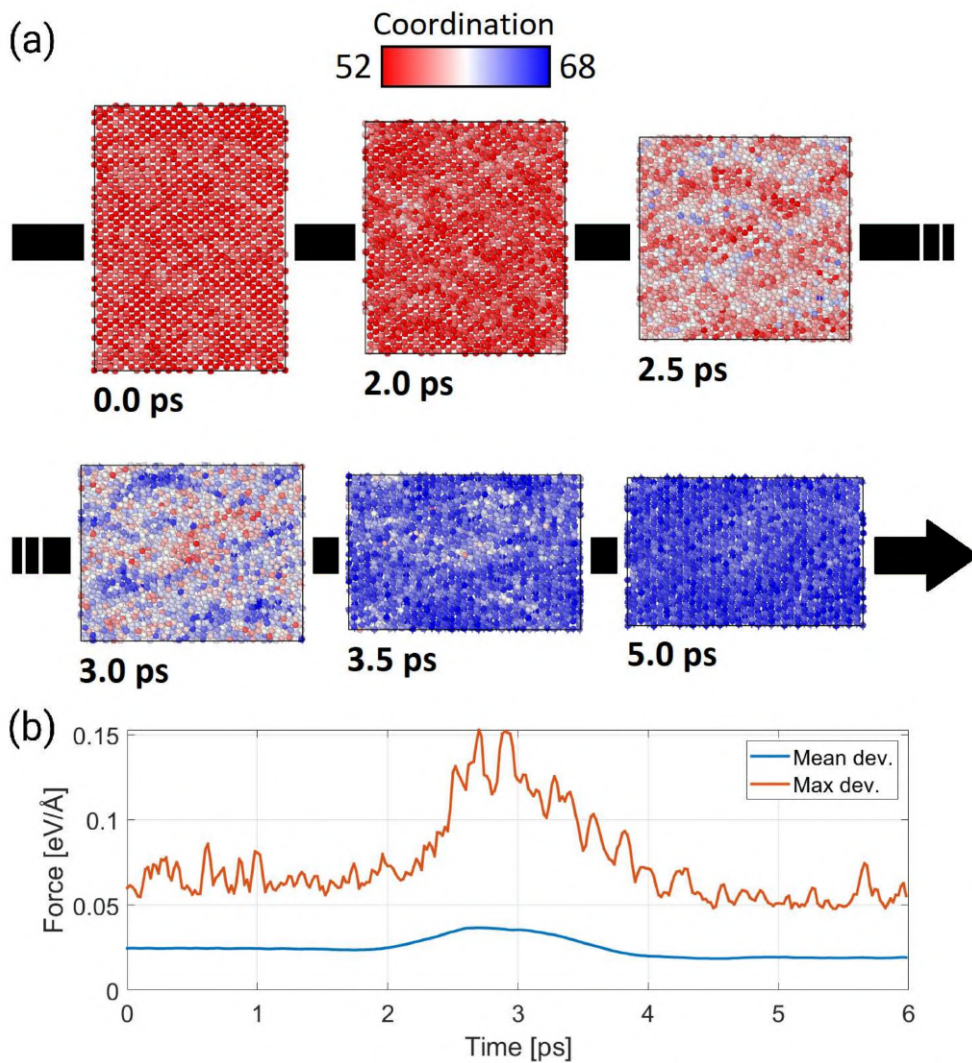 (a)
Coordination
52 68
0.0 ps
2.0 ps
2.5 ps
3.0 ps
3.5 ps
5.0 ps
(b)
0.15
0.1
0.05
0
Force [eV/Å]
Mean dev.
Max dev.
0 1 2 3 4 5 6
Time [ps]